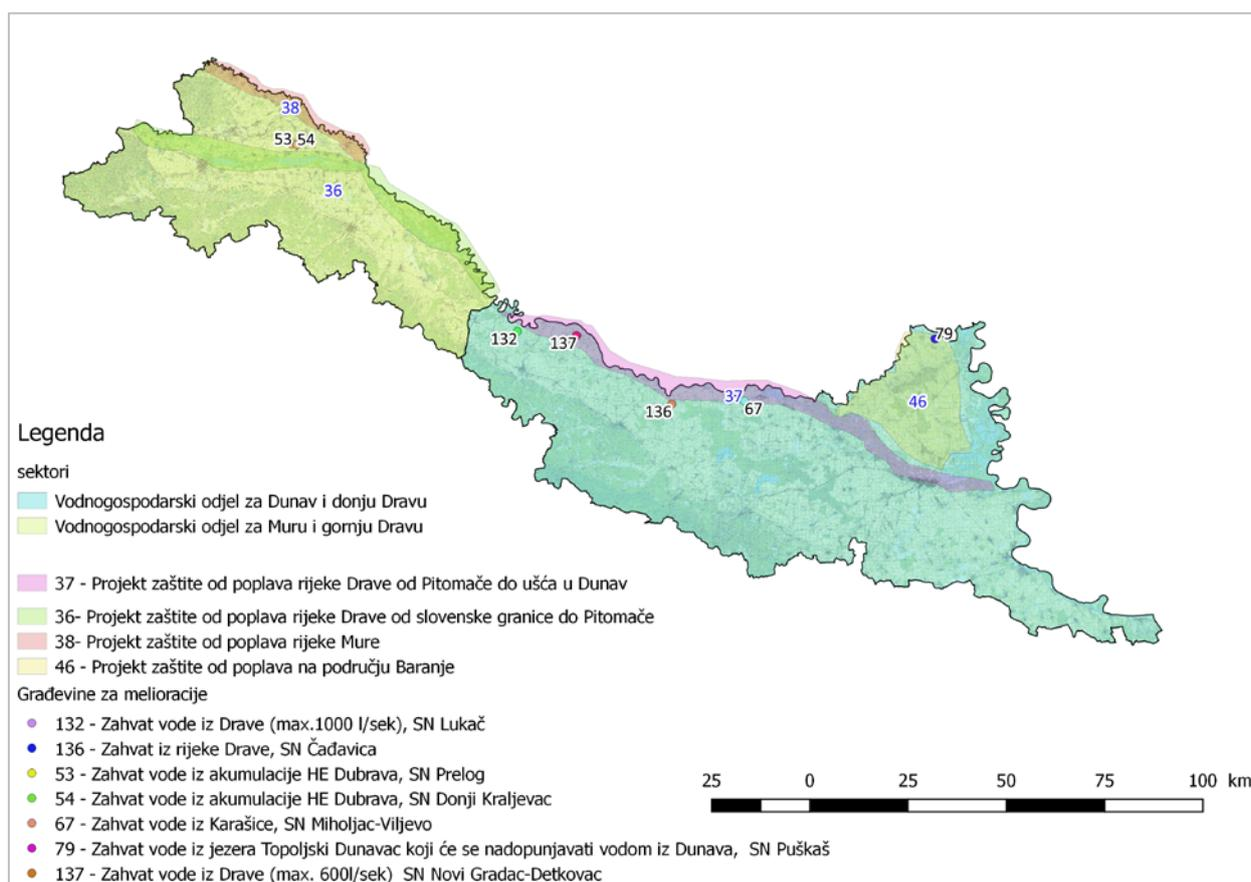 38
53 54
36
132
137
79
136
37
67
46
Legenda
sektori
Vodnogospodarski odjel za Dunav i donju Dravu
Vodnogospodarski odjel za Muru i gornju Dravu
37 - Projekt zaštite od poplava rijeke Drave od Pitomače do ušća u Dunav
36- Projekt zaštite od poplava rijeke Drave od slovenske granice do Pitomače
38- Projekt zaštite od poplava rijeke Mure
46 - Projekt zaštite od poplava na području Baranje
Građevine za melioracije
132 - Zahvat vode iz Drave (max.1000 l/sek), SN Lukač
136 - Zahvat iz rijeke Drave, SN Čađavica
53 - Zahvat vode iz akumulacije HE Dubrava, SN Prelog
54 - Zahvat vode iz akumulacije HE Dubrava, SN Donji Kraljevac
67 - Zahvat vode iz Karašice, SN Miholjac-Viljevo
79 - Zahvat vode iz jezera Topoljski Dunavac koji će se nadopunjavati vodom iz Dunava, SN Puškaš
137 - Zahvat vode iz Drave (max. 600l/sek) SN Novi Gradac-Detkovac
25 0 25 50 75 100 km